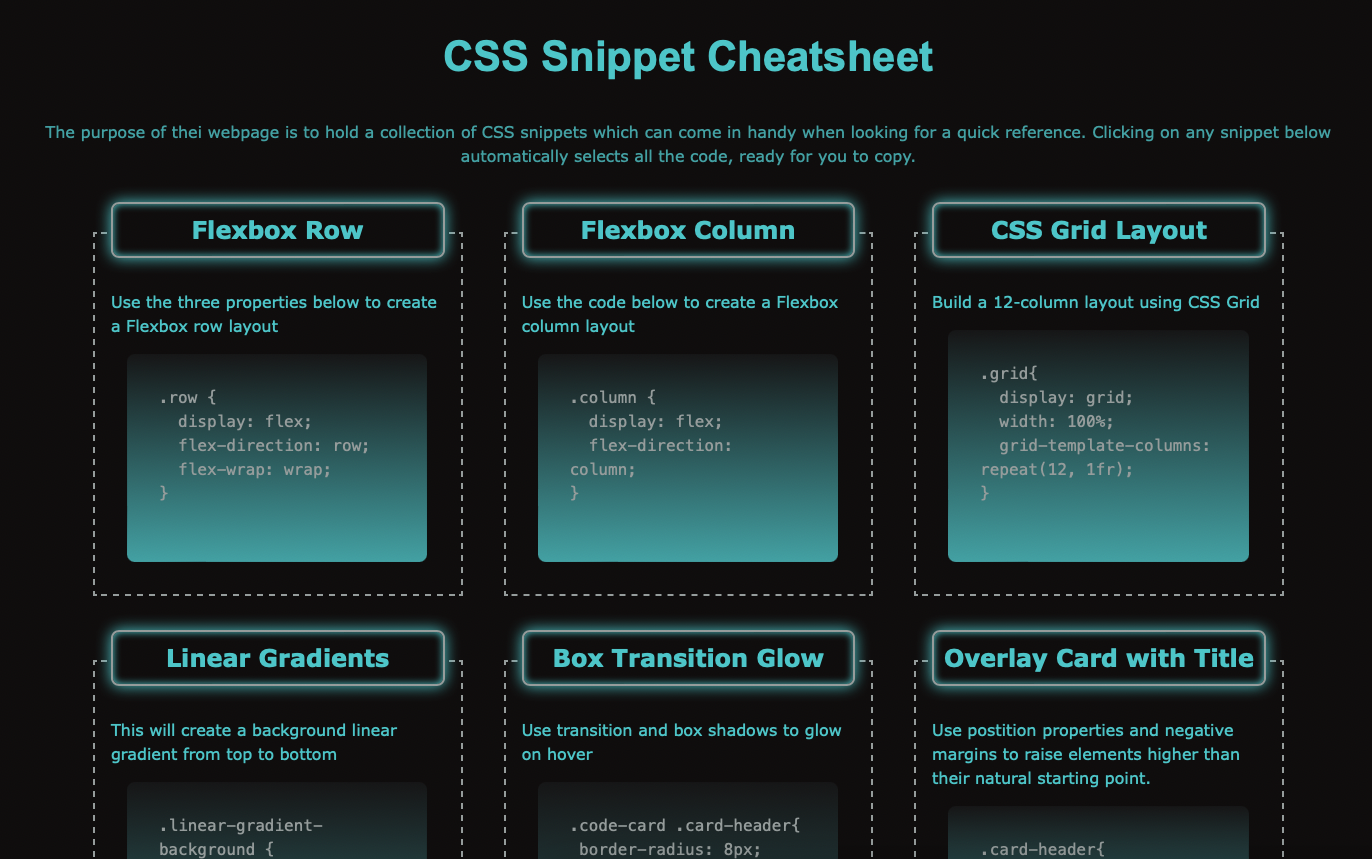 CSS Snippet Cheatsheet
The purpose of thei webpage is to hold a collection of CSS snippets which can come in handy when looking for a quick reference. Clicking on any snippet below
automatically selects all the code, ready for you to copy.
Flexbox Row
Use the three properties below to create
a Flexbox row layout
.row {
  display: flex;
  flex-direction: row;
  flex-wrap: wrap;
}
Flexbox Column
Use the code below to create a Flexbox
column layout
.column {
  display: flex;
  flex-direction:
column;
}
CSS Grid Layout
Build a 12-column layout using CSS Grid
.grid{
  display: grid;
  width: 100%;
  grid-template-columns:
repeat(12, 1fr);
}
Linear Gradients
This will create a background linear
gradient from top to bottom
.linear-gradient-
background {
Box Transition Glow
Use transition and box shadows to glow
on hover
.code-card .card-header{
 border-radius: 8px;
Overlay Card with Title
Use postition properties and negative
margins to raise elements higher than
their natural starting point.
.card-header{